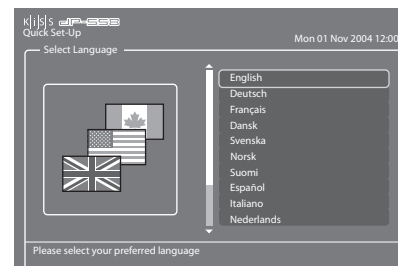 KiSS DP-558
Quick Set-Up
Mon 01 Nov 2004 12:00
Select Language
English
Deutsch
Français
Dansk
Svenska
Norsk
Suomi
Español
Italiano
Nederlands
Please select your preferred language